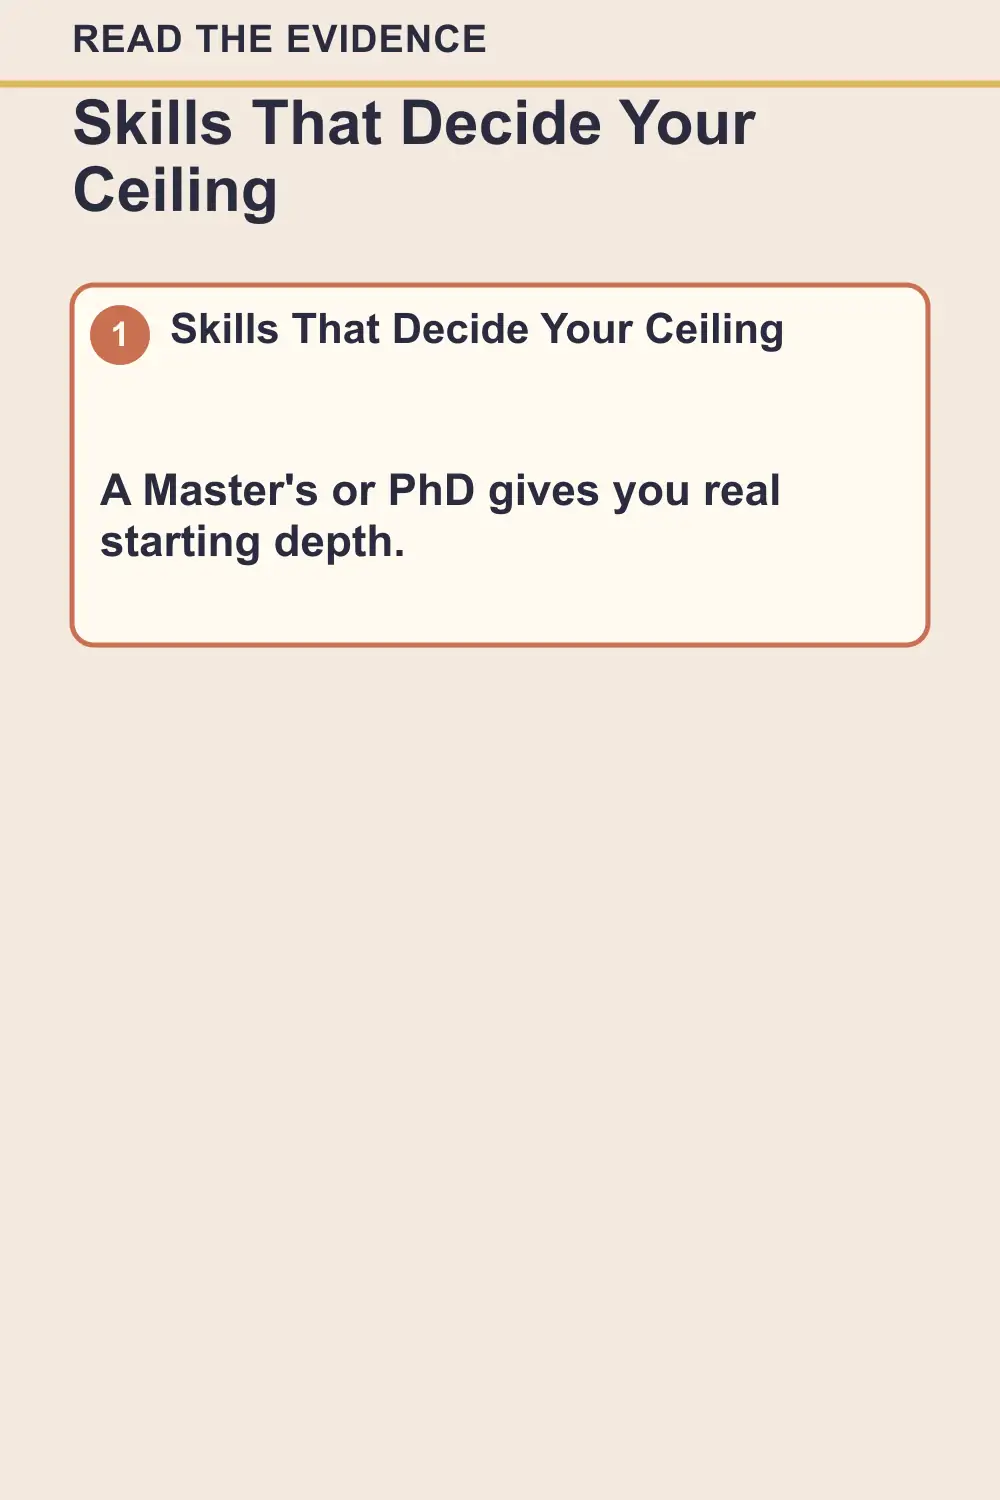 READ THE EVIDENCE
Skills That Decide Your
Ceiling
1 Skills That Decide Your Ceiling
A Master's or PhD gives you real
starting depth.